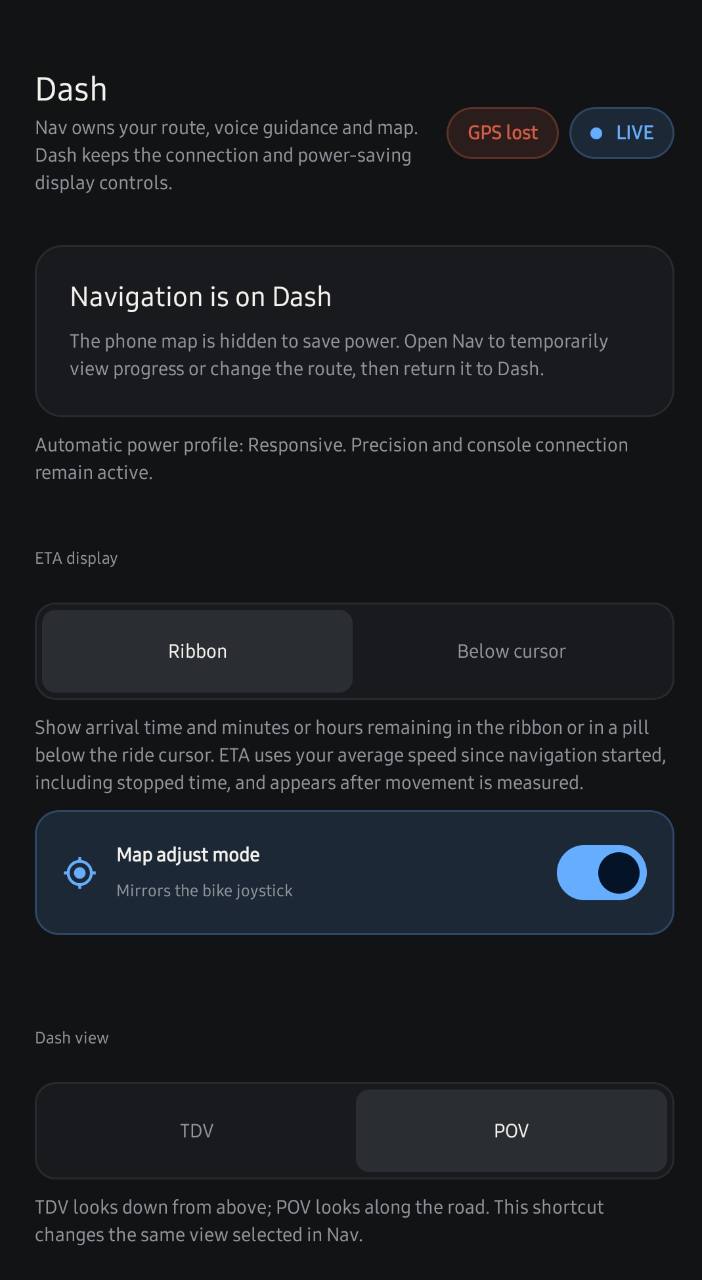 Dash
Nav owns your route, voice guidance and map.
Dash keeps the connection and power-saving
display controls.
GPS lost
LIVE
Navigation is on Dash
The phone map is hidden to save power. Open Nav to temporarily
view progress or change the route, then return it to Dash.
Automatic power profile: Responsive. Precision and console connection
remain active.
ETA display
Ribbon
Below cursor
Show arrival time and minutes or hours remaining in the ribbon or in a pill
below the ride cursor. ETA uses your average speed since navigation started,
including stopped time, and appears after movement is measured.
Map adjust mode
Mirrors the bike joystick
Dash view
TDV
POV
TDV looks down from above; POV looks along the road. This shortcut
changes the same view selected in Nav.